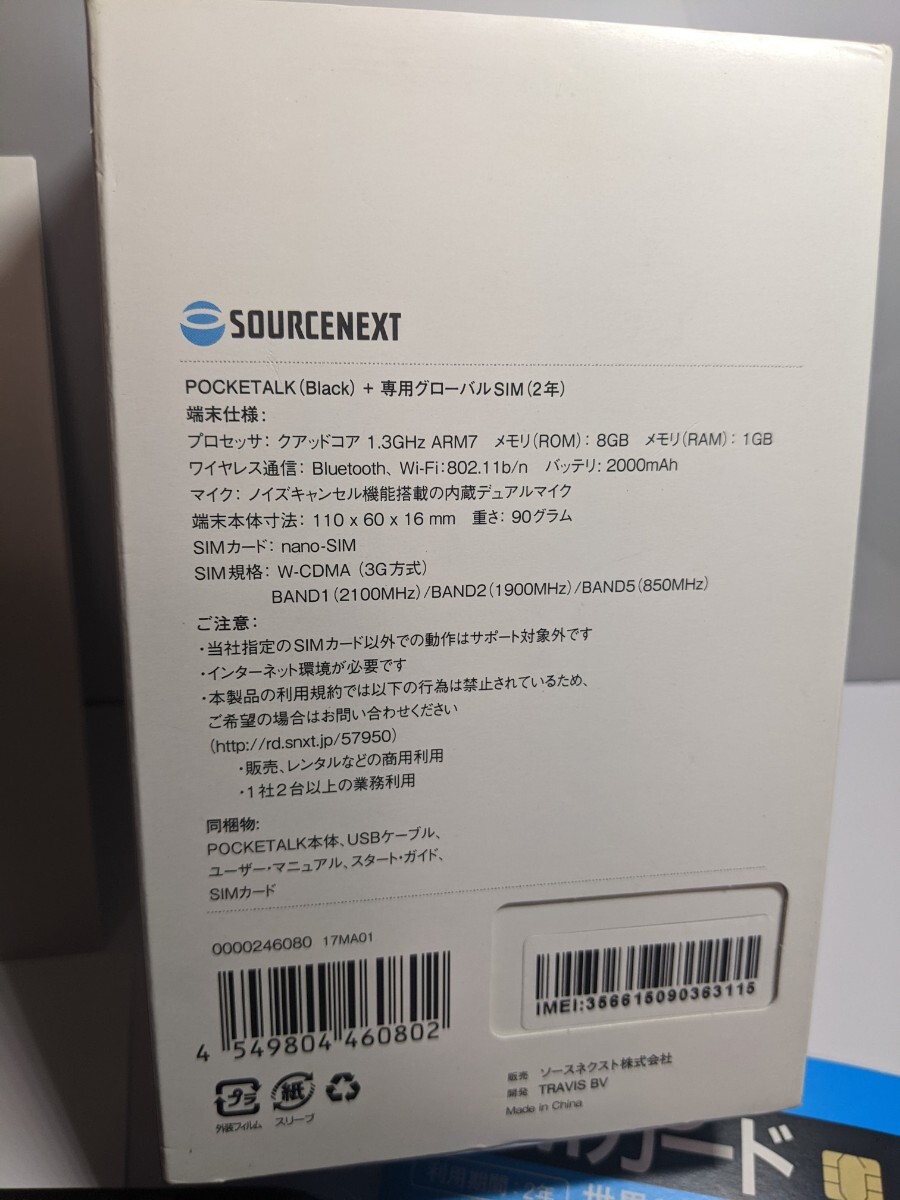 SOURCENEXT
POCKETALK(Black) + 専用グローバルSIM(2年)
端末仕様:
プロセッサ: クアッドコア 1.3GHz ARM7 メモリ(ROM): 8GB メモリ(RAM): 1GB
ワイヤレス通信: Bluetooth、Wi-Fi:802.11b/n バッテリ: 2000mAh
マイク: ノイズキャンセル機能搭載の内蔵デュアルマイク
端末本体寸法: 110 x 60 x 16 mm 重さ: 90グラム
SIMカード: nano-SIM
SIM規格: W-CDMA (3G方式)
BAND1(2100MHz)/BAND2(1900MHz)/BAND5(850MHz)
ご注意:
・当社指定のSIMカード以外での動作はサポート対象外です
・インターネット環境が必要です
・本製品の利用規約では以下の行為は禁止されているため、
ご希望の場合はお問い合わせください
(http://rd.snxt.jp/57950)
・販売、レンタルなどの商用利用
・1社2台以上の業務利用
同梱物:
POCKETALK本体、USBケーブル、
ユーザー・マニュアル、スタート・ガイド、
SIMカード
0000246080 17MA01
4 549804 460802
IMEI:356615090363115
プラ
外装フィルム
紙
スリーブ
販売 ソースネクスト株式会社
開発 TRAVIS BV
Made in China
カード
利用期間:2年
世界